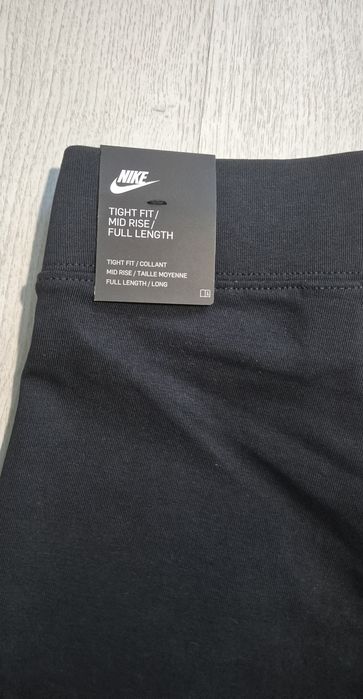 NIKE
TIGHT FIT/
MID RISE/
FULL LENGTH
TIGHT FIT / COLLANT
MID RISE / TAILLE MOYENNE
FULL LENGTH / LONG